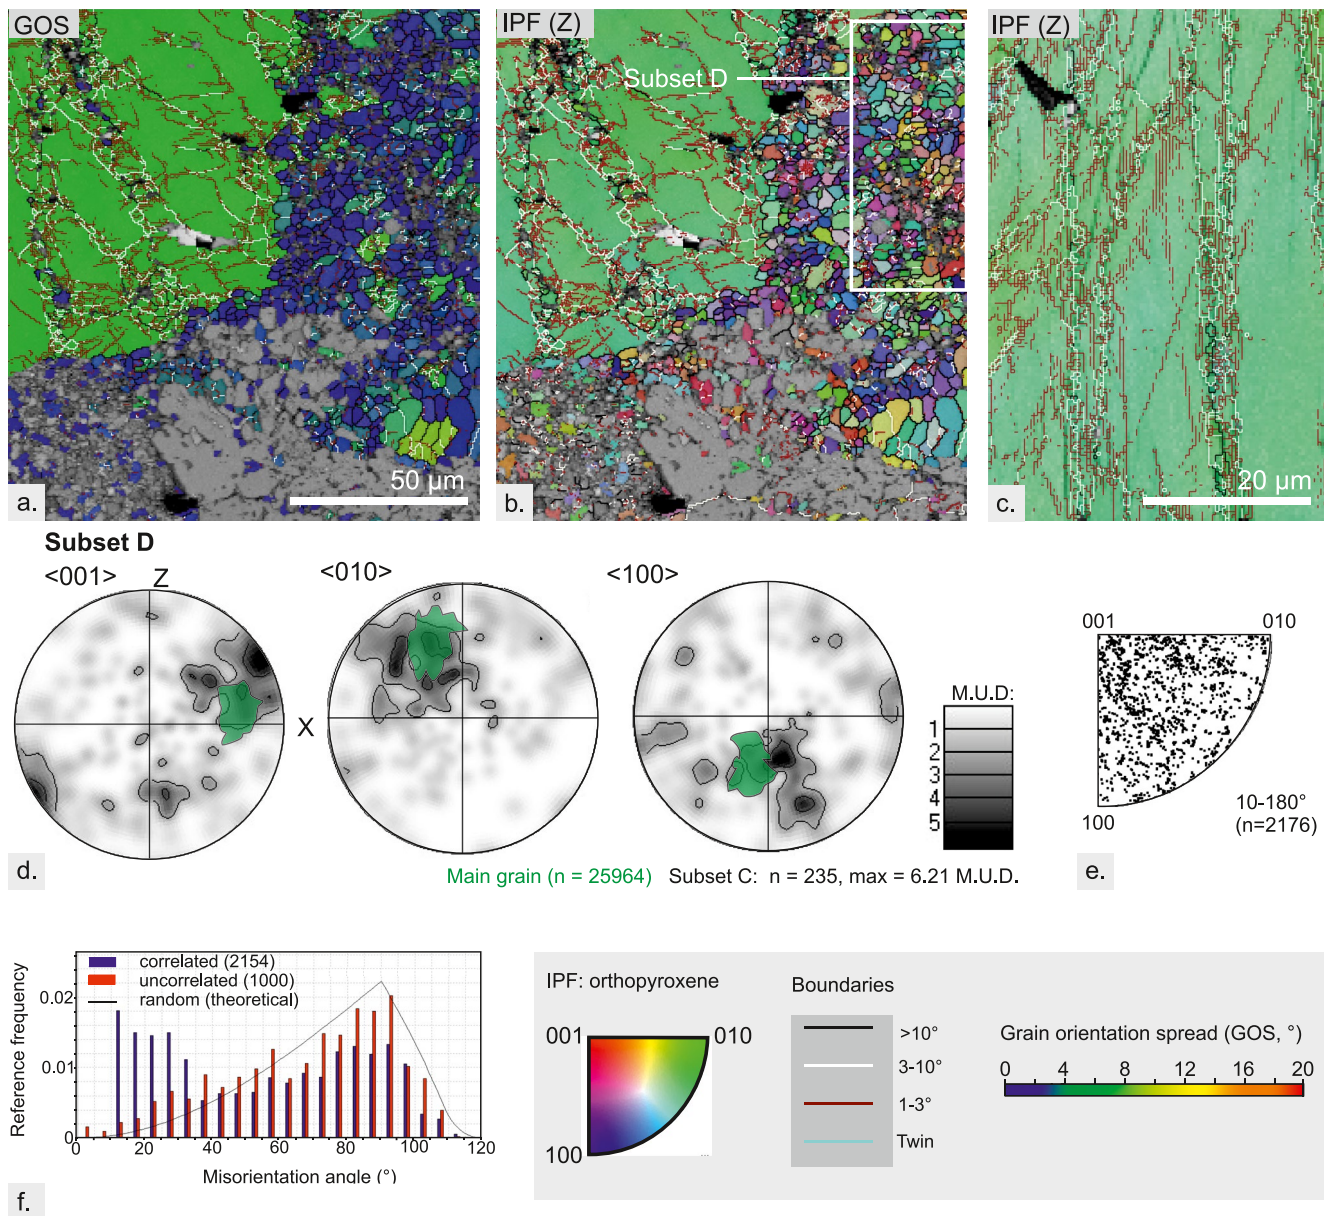 GOS
IPF (Z)
IPF (Z)
Subset D
50 µm
20 µm
a.
b.
c.
Subset D
<001>
Z
<010>
<100>
X
M.U.D:
1
2
3
4
5
001
010
100
10-180°
(n=2176)
d.
Main grain (n = 25964) Subset C: n = 235, max = 6.21 M.U.D.
e.
correlated (2154)
uncorrelated (1000)
random (theoretical)
Reference frequency
0.02
0.01
0
0 20 40 60 80 100 120
Misorientation angle (°)
f.
IPF: orthopyroxene
001
010
100
Boundaries
>10°
3-10°
1-3°
Twin
Grain orientation spread (GOS, °)
0 4 8 12 16 20